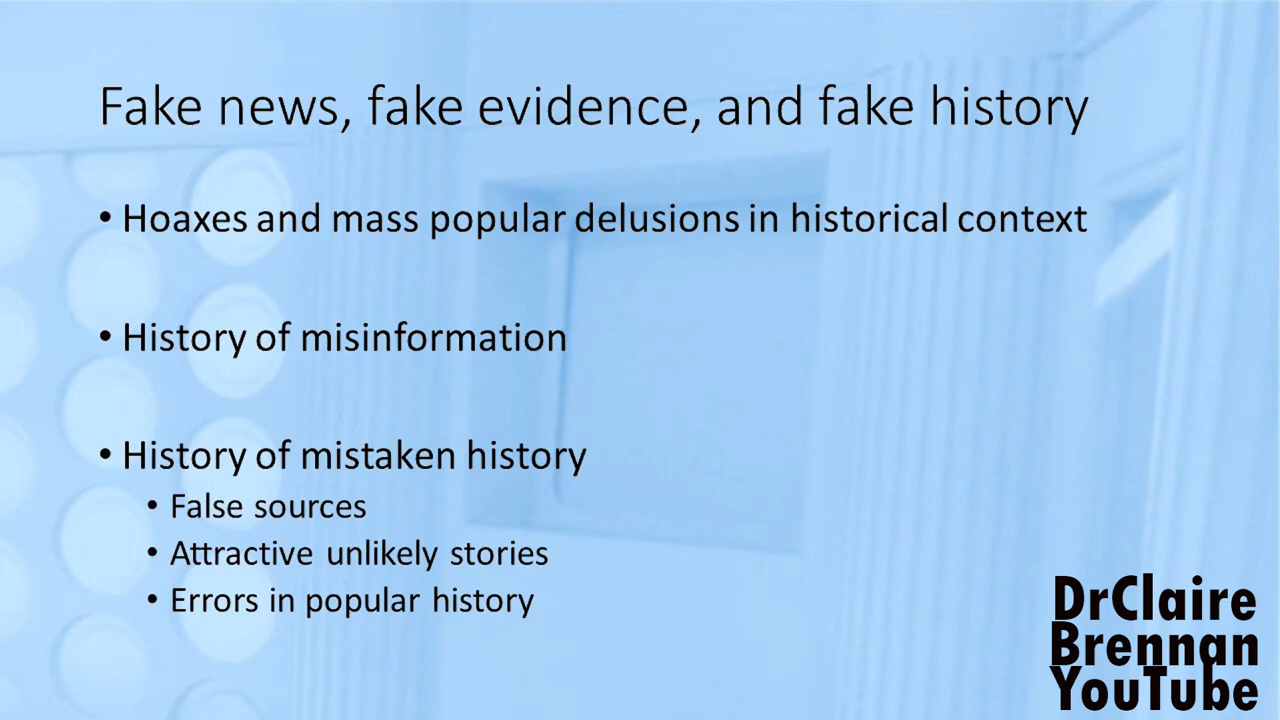 Fake news, fake evidence, and fake history
• Hoaxes and mass popular delusions in historical context
• History of misinformation
• History of mistaken history
• False sources
• Attractive unlikely stories
• Errors in popular history
DrClaire
Brennan
YouTube